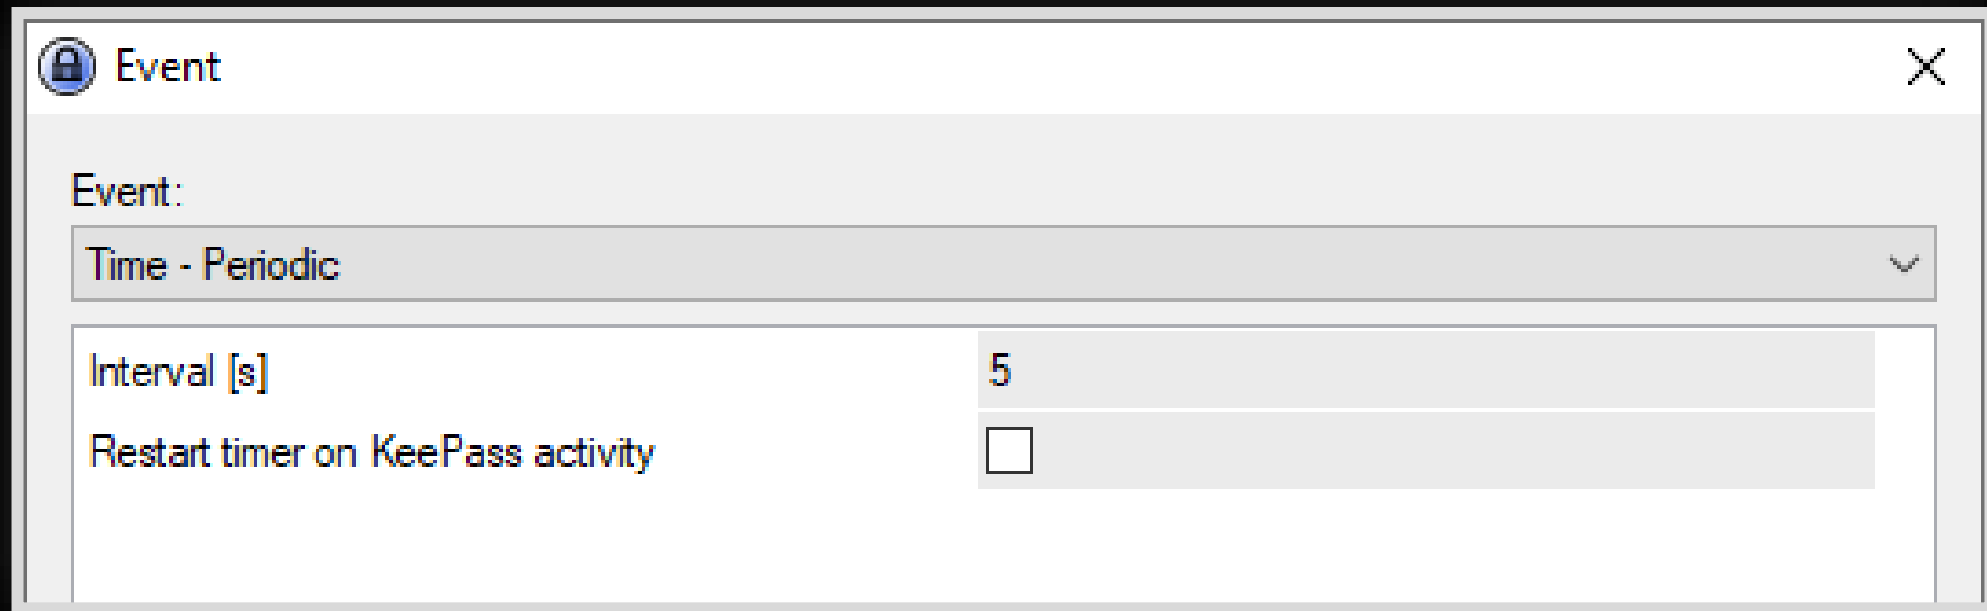 Event
Event:
Time - Periodic
Interval [s] 5
Restart timer on KeePass activity